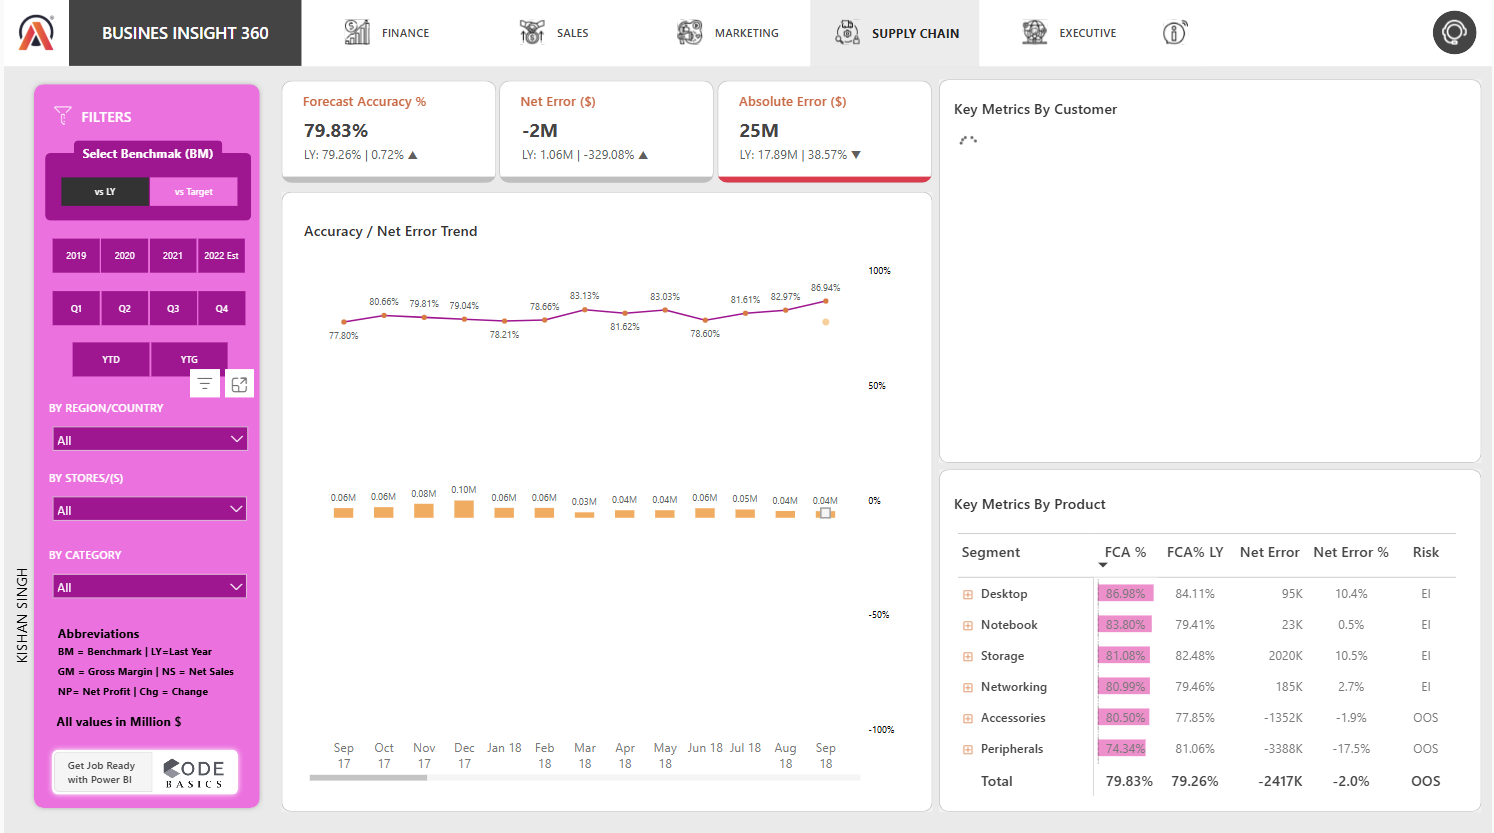 BUSINES INSIGHT 360
FINANCE
SALES
MARKETING
SUPPLY CHAIN
EXECUTIVE
FILTERS
Select Benchmak (BM)
vs LY
vs Target
2019
2020
2021
2022 Est
Q1
Q2
Q3
Q4
YTD
YTG
BY REGION/COUNTRY
All
BY STORES/(S)
All
BY CATEGORY
All
KISHAN SINGH
Abbreviations
BM = Benchmark | LY=Last Year
GM = Gross Margin | NS = Net Sales
NP= Net Profit | Chg = Change
All values in Million $
Get Job Ready
with Power BI
CODE
BASICS
Forecast Accuracy %
79.83%
LY: 79.26% | 0.72% ▲
Net Error ($)
-2M
LY: 1.06M | -329.08% ▲
Absolute Error ($)
25M
LY: 17.89M | 38.57% ▼
Accuracy / Net Error Trend
100%
50%
0%
-50%
-100%
77.80%
80.66%
79.81%
79.04%
78.21%
78.66%
83.13%
81.62%
83.03%
78.60%
81.61%
82.97%
86.94%
0.06M
0.06M
0.08M
0.10M
0.06M
0.06M
0.03M
0.04M
0.04M
0.06M
0.05M
0.04M
0.04M
Sep 17
Oct 17
Nov 17
Dec 17
Jan 18
Feb 18
Mar 18
Apr 18
May 18
Jun 18
Jul 18
Aug 18
Sep 18
Key Metrics By Customer
Key Metrics By Product
Segment FCA % FCA% LY Net Error Net Error % Risk
Desktop 86.98% 84.11% 95K 10.4% EI
Notebook 83.80% 79.41% 23K 0.5% EI
Storage 81.08% 82.48% 2020K 10.5% EI
Networking 80.99% 79.46% 185K 2.7% EI
Accessories 80.50% 77.85% -1352K -1.9% OOS
Peripherals 74.34% 81.06% -3388K -17.5% OOS
Total 79.83% 79.26% -2417K -2.0% OOS